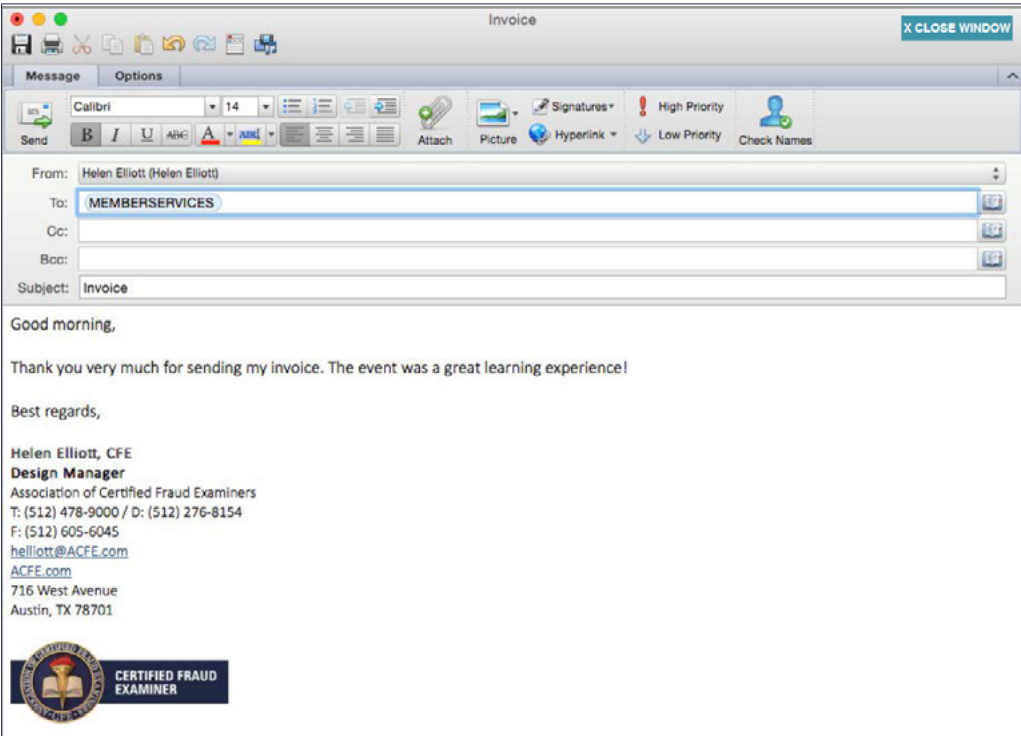 Invoice
X CLOSE WINDOW
Message Options
Calibri 14 Signatures High Priority
Send B I U ABC A ABC Attach Picture Hyperlink Low Priority Check Names
From: Helen Elliott (Helen Elliott)
To: MEMBERSERVICES
Cc:
Bcc:
Subject: Invoice
Good morning,
Thank you very much for sending my invoice. The event was a great learning experience!
Best regards,
Helen Elliott, CFE
Design Manager
Association of Certified Fraud Examiners
T: (512) 478-9000 / D: (512) 276-8154
F: (512) 605-6045
helliott@ACFE.com
ACFE.com
716 West Avenue
Austin, TX 78701
CERTIFIED FRAUD
EXAMINER